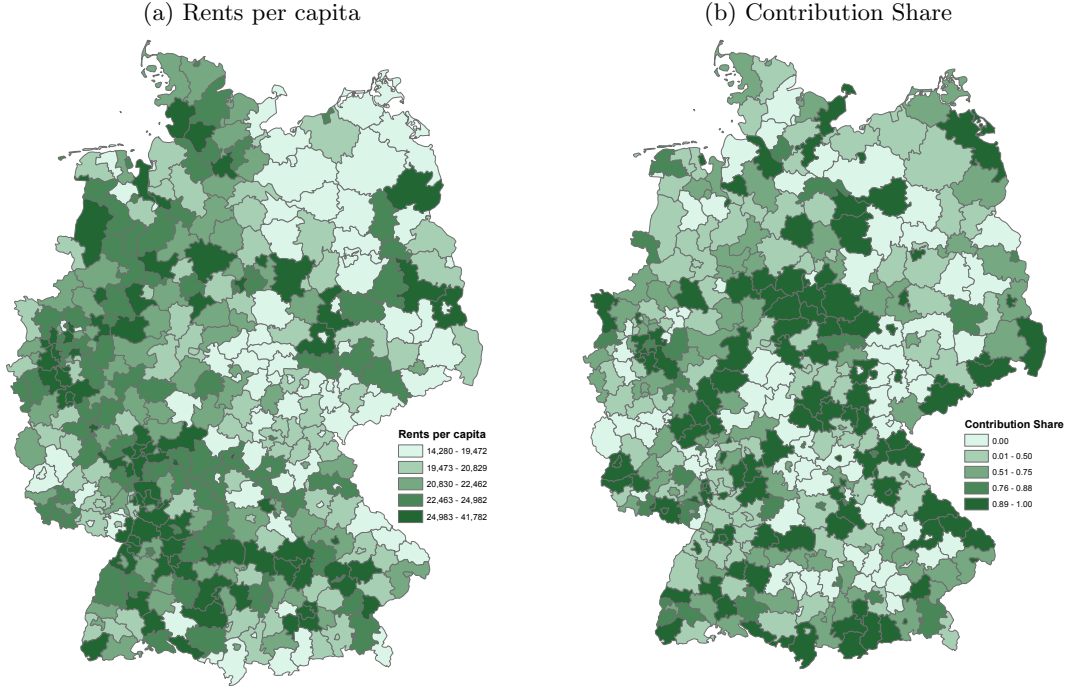 (a) Rents per capita
(b) Contribution Share
Rents per capita
14,280 - 19,472
19,473 - 20,829
20,830 - 22,462
22,463 - 24,982
24,983 - 41,782
Contribution Share
0.00
0.01 - 0.50
0.51 - 0.75
0.76 - 0.88
0.89 - 1.00